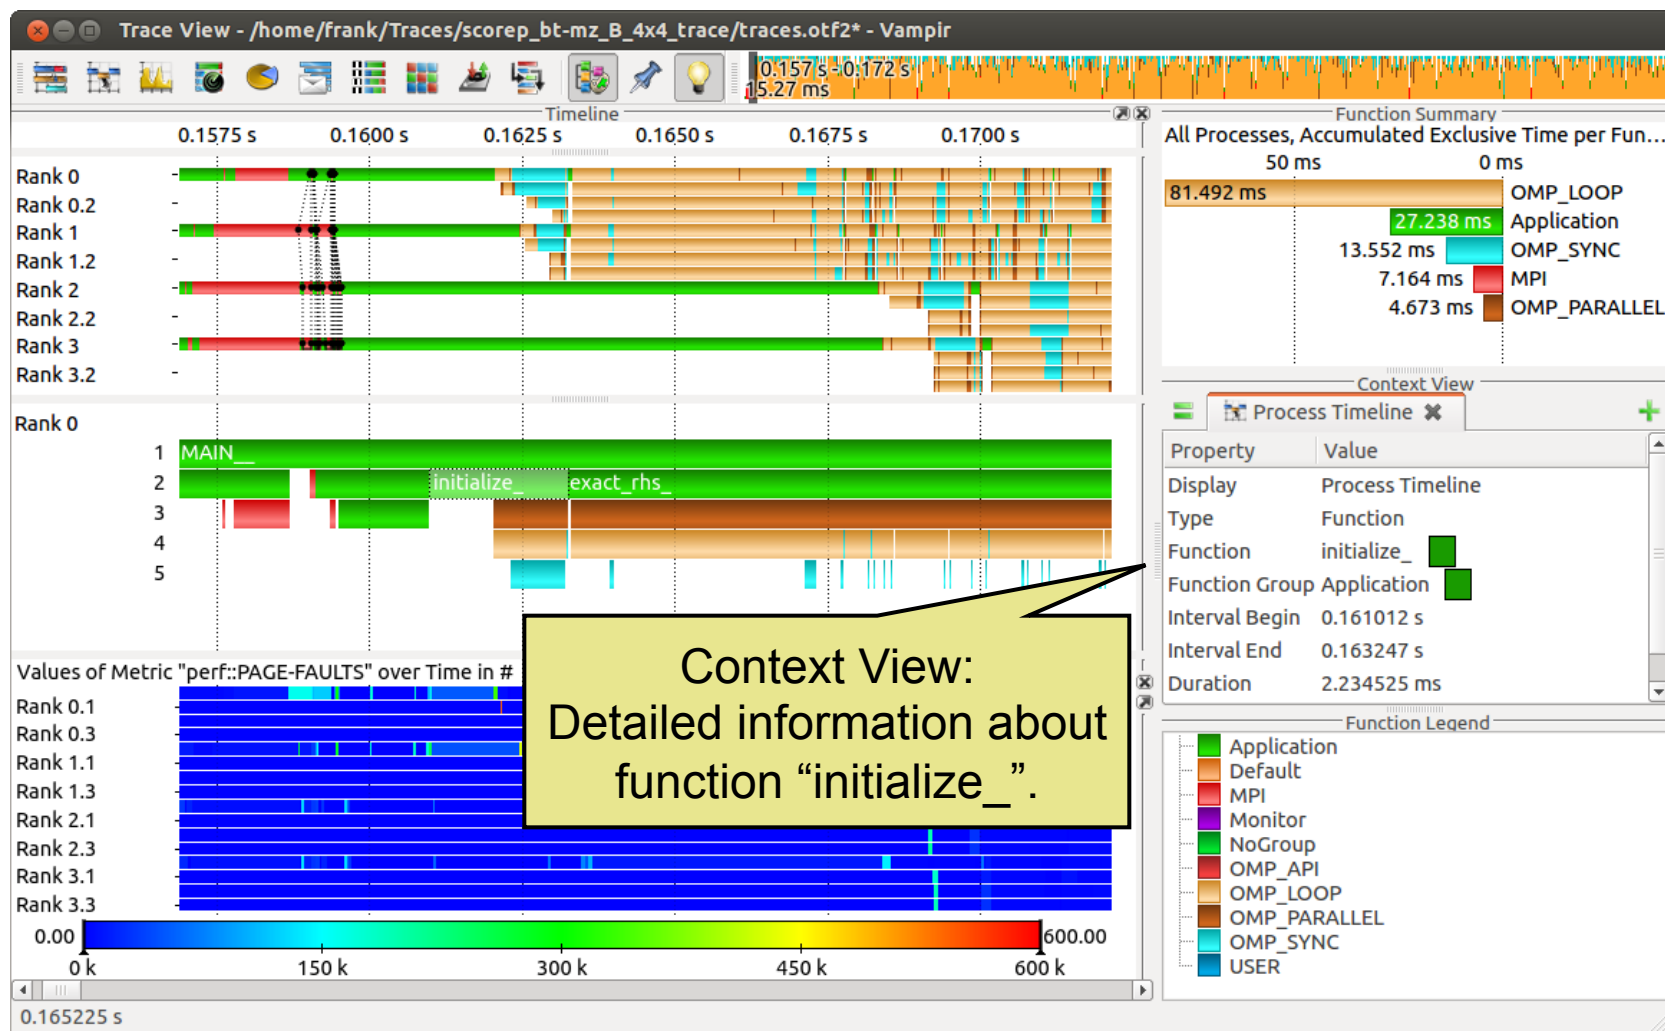 Trace View - /home/frank/Traces/scorep_bt-mz_B_4x4_trace/traces.otf2* - Vampir
0.157 s - 0.172 s
15.27 ms
Timeline
0.1575 s 0.1600 s 0.1625 s 0.1650 s 0.1675 s 0.1700 s
Rank 0
Rank 0.2
Rank 1
Rank 1.2
Rank 2
Rank 2.2
Rank 3
Rank 3.2
Rank 0
1 MAIN__
2 initialize_ exact_rhs_
3
4
5
Values of Metric "perf::PAGE-FAULTS" over Time in #
Rank 0.1
Rank 0.3
Rank 1.1
Rank 1.3
Rank 2.1
Rank 2.3
Rank 3.1
Rank 3.3
0.00 600.00
0 k 150 k 300 k 450 k 600 k
0.165225 s
Context View:
Detailed information about
function “initialize_”.
Function Summary
All Processes, Accumulated Exclusive Time per Fun...
50 ms 0 ms
81.492 ms OMP_LOOP
27.238 ms Application
13.552 ms OMP_SYNC
7.164 ms MPI
4.673 ms OMP_PARALLEL
Context View
Process Timeline
Property Value
Display Process Timeline
Type Function
Function initialize_
Function Group Application
Interval Begin 0.161012 s
Interval End 0.163247 s
Duration 2.234525 ms
Function Legend
Application
Default
MPI
Monitor
NoGroup
OMP_API
OMP_LOOP
OMP_PARALLEL
OMP_SYNC
USER